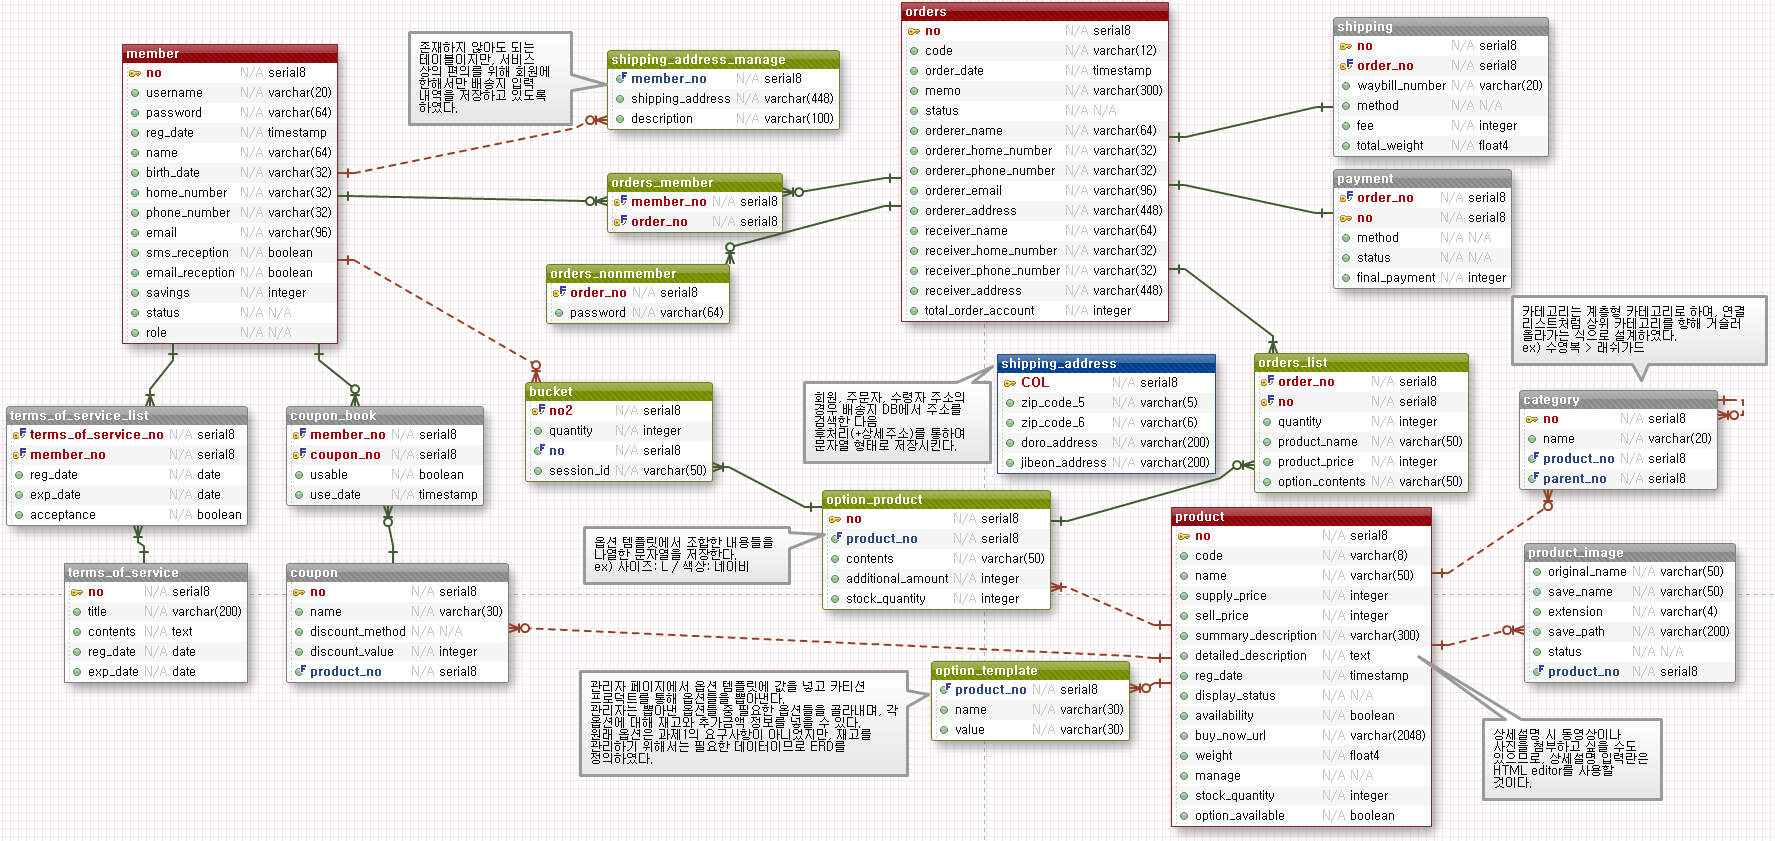 member
no N/A serial8
username N/A varchar(20)
password N/A varchar(64)
reg_date N/A timestamp
name N/A varchar(64)
birth_date N/A varchar(32)
home_number N/A varchar(32)
phone_number N/A varchar(32)
email N/A varchar(96)
sms_reception N/A boolean
email_reception N/A boolean
savings N/A integer
status N/A N/A
role N/A N/A
존재하지 않아도 되는
테이블이지만, 서비스
상의 편의를 위해 회원에
한해서만 배송지 입력
내역을 저장하고 있도록
하였다.
shipping_address_manage
member_no N/A serial8
shipping_address N/A varchar(448)
description N/A varchar(100)
orders_member
member_no N/A serial8
order_no N/A serial8
orders_nonmember
order_no N/A serial8
password N/A varchar(64)
orders
no N/A serial8
code N/A varchar(12)
order_date N/A timestamp
memo N/A varchar(300)
status N/A N/A
orderer_name N/A varchar(64)
orderer_home_number N/A varchar(32)
orderer_phone_number N/A varchar(32)
orderer_email N/A varchar(96)
orderer_address N/A varchar(448)
receiver_name N/A varchar(64)
receiver_home_number N/A varchar(32)
receiver_phone_number N/A varchar(32)
receiver_address N/A varchar(448)
total_order_account N/A integer
shipping
no N/A serial8
order_no N/A serial8
waybill_number N/A varchar(20)
method N/A N/A
fee N/A integer
total_weight N/A float4
payment
order_no N/A serial8
no N/A serial8
method N/A N/A
status N/A N/A
final_payment N/A integer
카테고리는 계층형 카테고리로 하며, 연결
리스트처럼 상위 카테고리를 향해 거슬러
올라가는 식으로 설계하였다.
ex) 수영복 > 래쉬가드
terms_of_service_list
terms_of_service_no N/A serial8
member_no N/A serial8
reg_date N/A date
exp_date N/A date
acceptance N/A boolean
coupon_book
member_no N/A serial8
coupon_no N/A serial8
usable N/A boolean
use_date N/A timestamp
bucket
no2 N/A serial8
quantity N/A integer
no N/A serial8
session_id N/A varchar(50)
회원, 주문자, 수령자 주소의
경우 배송지 DB에서 주소를
검색한 다음
후처리(+상세주소)를 통하여
문자열 형태로 저장시킨다.
shipping_address
COL N/A serial8
zip_code_5 N/A varchar(5)
zip_code_6 N/A varchar(6)
doro_address N/A varchar(200)
jibeon_address N/A varchar(200)
orders_list
order_no N/A serial8
no N/A serial8
quantity N/A integer
product_name N/A varchar(50)
product_price N/A integer
option_contents N/A varchar(50)
category
no N/A serial8
name N/A varchar(20)
product_no N/A serial8
parent_no N/A serial8
terms_of_service
no N/A serial8
title N/A varchar(200)
contents N/A text
reg_date N/A date
exp_date N/A date
coupon
no N/A serial8
name N/A varchar(30)
discount_method N/A N/A
discount_value N/A integer
product_no N/A serial8
옵션 템플릿에서 조합한 내용들을
나열한 문자열을 저장한다.
ex) 사이즈: L / 색상: 네이비
option_product
no N/A serial8
product_no N/A serial8
contents N/A varchar(50)
additional_amount N/A integer
stock_quantity N/A integer
product
no N/A serial8
code N/A varchar(8)
name N/A varchar(50)
supply_price N/A integer
sell_price N/A integer
summary_description N/A varchar(300)
detailed_description N/A text
reg_date N/A timestamp
display_status N/A N/A
availability N/A boolean
buy_now_url N/A varchar(2048)
weight N/A float4
manage N/A N/A
stock_quantity N/A integer
option_available N/A boolean
product_image
original_name N/A varchar(50)
save_name N/A varchar(50)
extension N/A varchar(4)
save_path N/A varchar(200)
status N/A N/A
product_no N/A serial8
관리자 페이지에서 옵션 템플릿에 값을 넣고 카티션
프로덕트를 통해 옵션들을 뽑아낸다.
관리자는 뽑아낸 옵션들 중 필요한 옵션들을 골라내며, 각
옵션에 대해 재고와 추가금액 정보를 넣을 수 있다.
원래 옵션은 과제1의 요구사항이 아니었지만, 재고를
관리하기 위해서는 필요한 데이터이므로 ERD를
정의하였다.
option_template
product_no N/A serial8
name N/A varchar(30)
value N/A varchar(30)
상세설명 시 동영상이나
사진을 첨부하고 싶을 수도
있으므로, 상세설명 입력란은
HTML editor를 사용할
것이다.